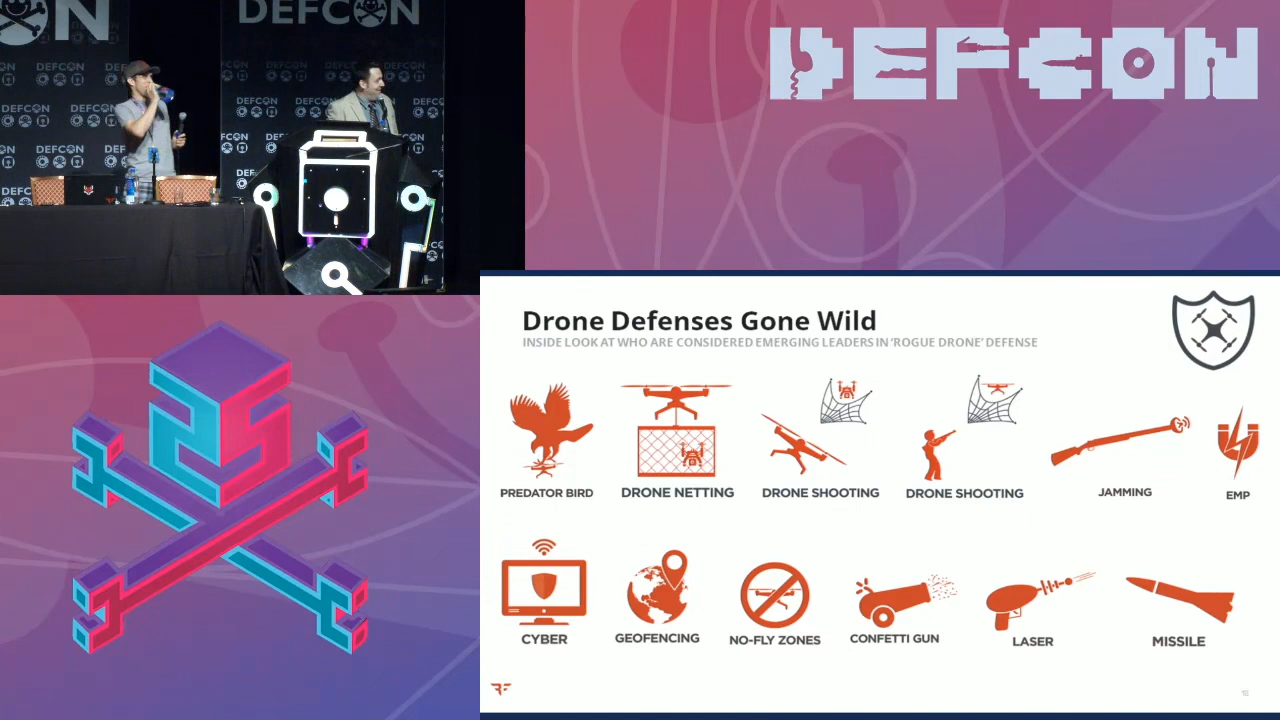 DEFCON
DEFCON
Drone Defenses Gone Wild
INSIDE LOOK AT WHO ARE CONSIDERED EMERGING LEADERS IN 'ROGUE DRONE' DEFENSE
PREDATOR BIRD
DRONE NETTING
DRONE SHOOTING
DRONE SHOOTING
JAMMING
EMP
CYBER
GEOFENCING
NO-FLY ZONES
CONFETTI GUN
LASER
MISSILE
18